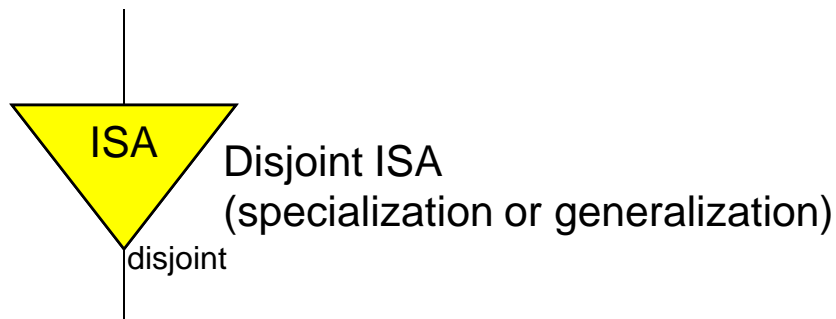 ISA
Disjoint ISA
(specialization or generalization)
disjoint